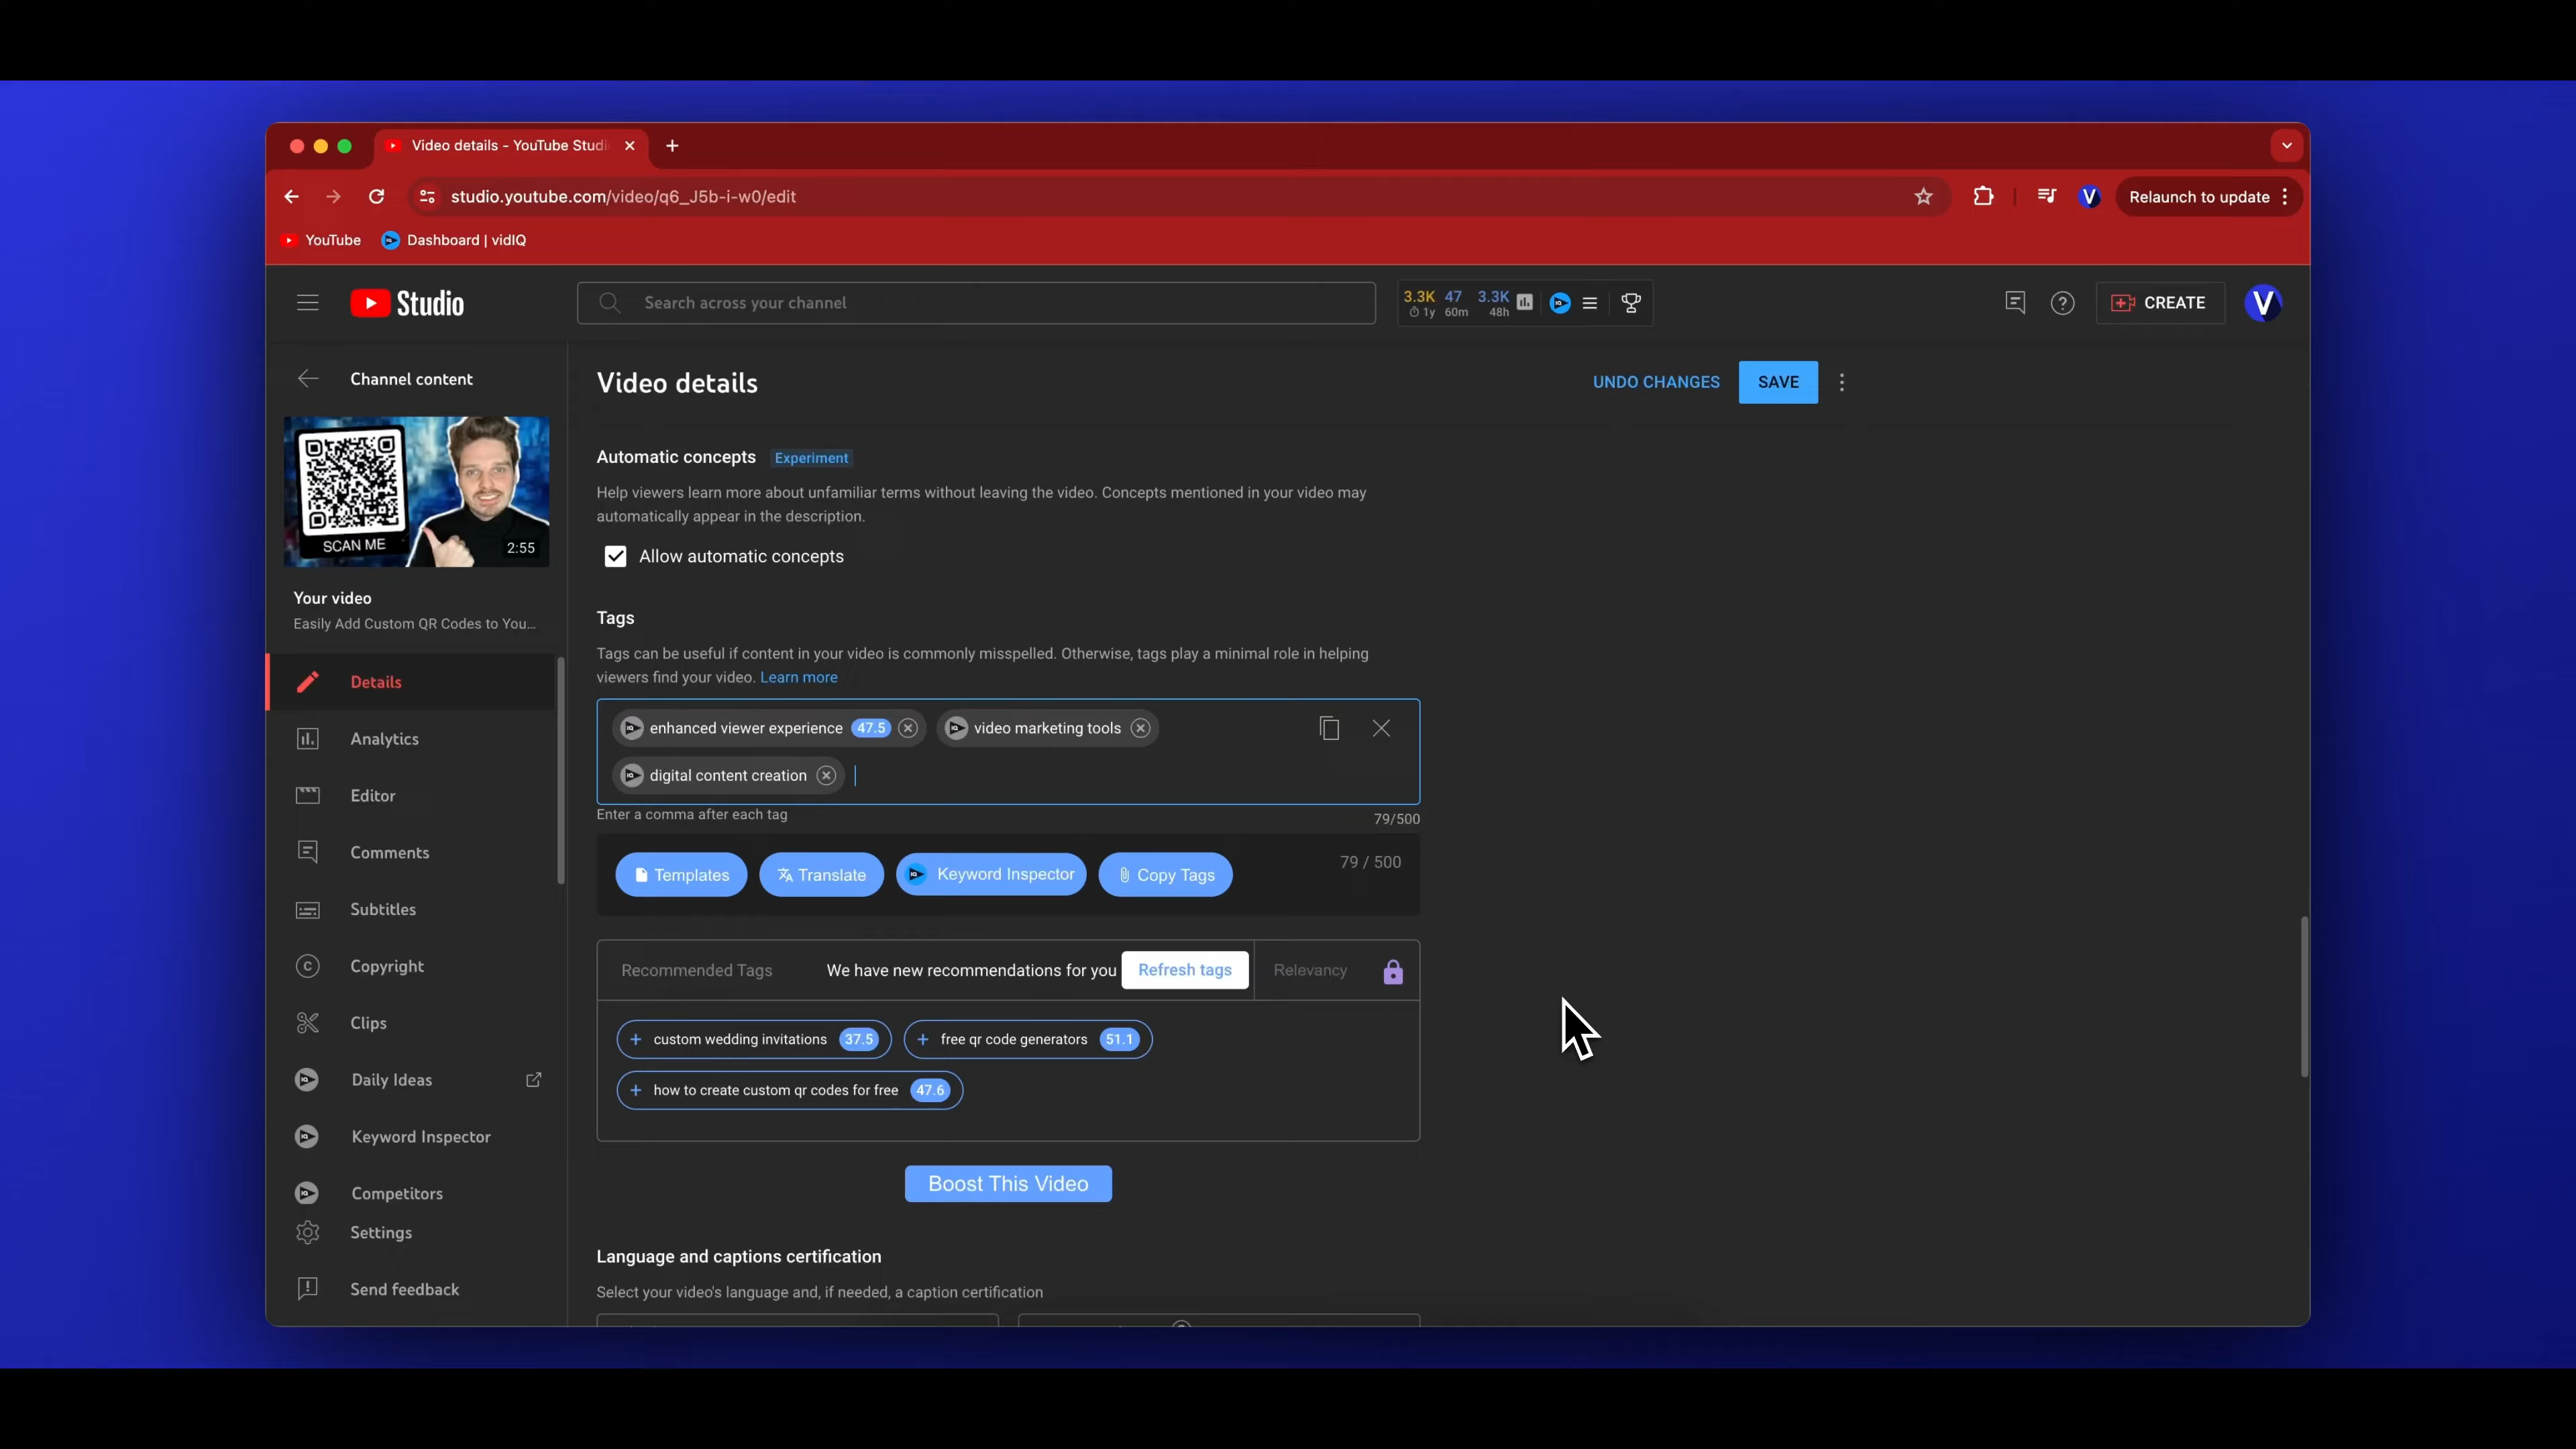 Video details - YouTube Studi
studio.youtube.com/video/q6_J5b-i-w0/edit
V
Relaunch to update
YouTube
Dashboard | vidIQ
Studio
Search across your channel
3.3K 47 3.3K
1y 60m 48h
CREATE
V
Channel content
SCAN ME
2:55
Your video
Easily Add Custom QR Codes to You...
Details
Analytics
Editor
Comments
Subtitles
Copyright
Clips
Daily Ideas
Keyword Inspector
Competitors
Settings
Send feedback
Video details
UNDO CHANGES
SAVE
Automatic concepts Experiment
Help viewers learn more about unfamiliar terms without leaving the video. Concepts mentioned in your video may
automatically appear in the description.
Allow automatic concepts
Tags
Tags can be useful if content in your video is commonly misspelled. Otherwise, tags play a minimal role in helping
viewers find your video. Learn more
enhanced viewer experience 47.5 video marketing tools
digital content creation
Enter a comma after each tag
79/500
Templates Translate Keyword Inspector Copy Tags
79 / 500
Recommended Tags We have new recommendations for you Refresh tags Relevancy
+ custom wedding invitations 37.5 + free qr code generators 51.1
+ how to create custom qr codes for free 47.6
Boost This Video
Language and captions certification
Select your video's language and, if needed, a caption certification